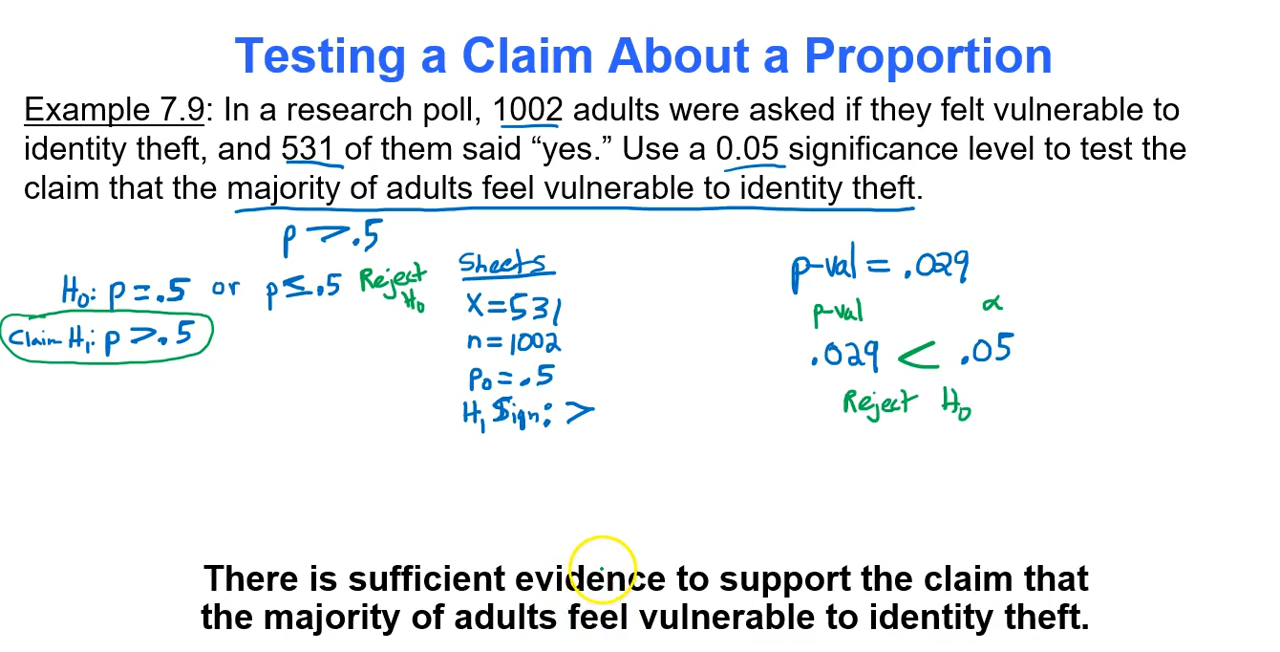 Testing a Claim About a Proportion
Example 7.9: In a research poll, 1002 adults were asked if they felt vulnerable to
identity theft, and 531 of them said “yes.” Use a 0.05 significance level to test the
claim that the majority of adults feel vulnerable to identity theft.
p > .5
H₀: p = .5 or p ≤ .5 Reject H₀
Claim H₁: p > .5
Sheets
X = 531
n = 1002
p₀ = .5
H₁ Sign: >
p-val = .029
p-val α
.029 < .05
Reject H₀
There is sufficient evidence to support the claim that
the majority of adults feel vulnerable to identity theft.